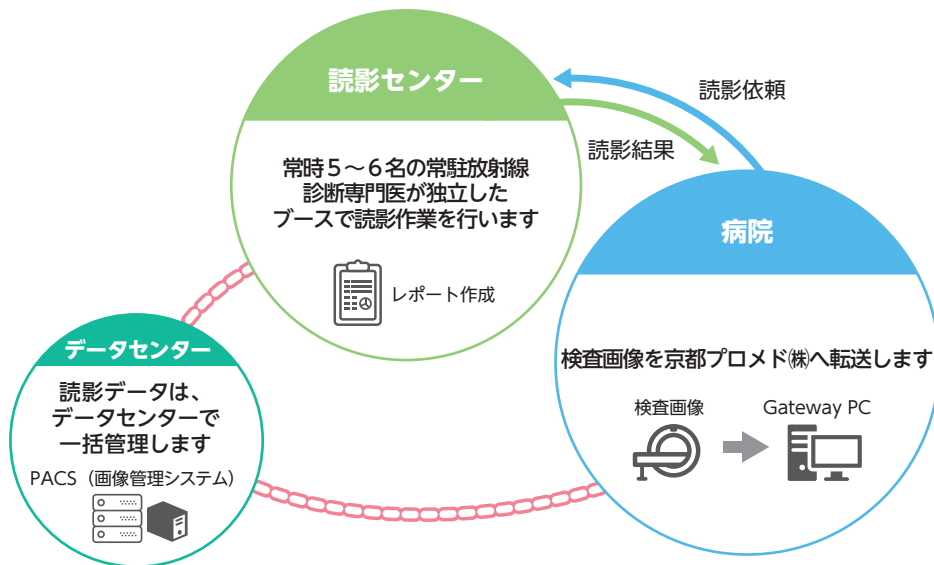 読影センター
常時5～6名の常駐放射線
診断専門医が独立した
ブースで読影作業を行います
レポート作成
読影依頼
読影結果
病院
検査画像を京都プロメド㈱へ転送します
検査画像
Gateway PC
データセンター
読影データは、
データセンターで
一括管理します
PACS（画像管理システム）